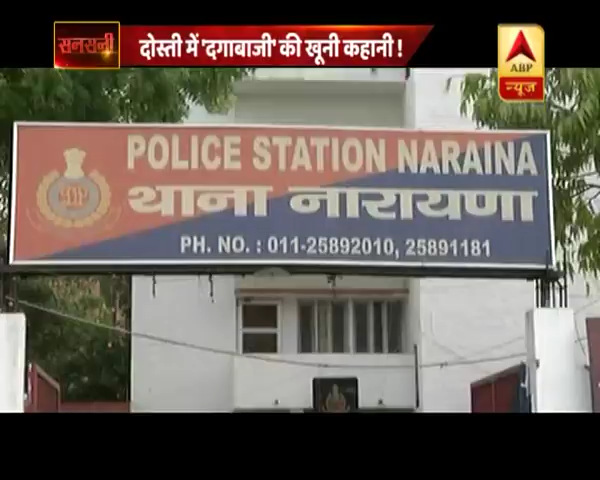 सनसनी
दोस्ती में 'दगाबाजी' की खूनी कहानी !
ABP
न्यूज़
POLICE STATION NARAINA
थाना नारायणा
PH. NO. : 011-25892010, 25891181